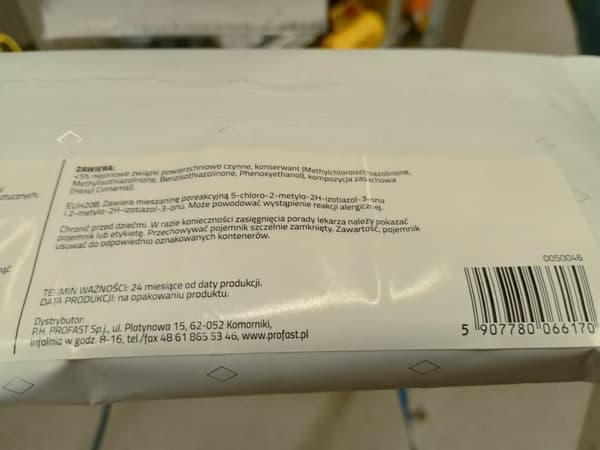 ZAWIERA:
<5% niejonowe związki powierzchniowo czynne, konserwant (Methylchloroisothiazolinone,
Methylisothiazolinone, Benzisothiazolinone, Phenoxyethanol), kompozycja zapachowa
(Hexyl Cinnamal).
EUH208: Zawiera mieszaninę poreakcyjną 5-chloro-2-metylo-2H-izotiazol-3-onu
i 2-metylo-2H-izotiazol-3-onu. Może powodować wystąpienie reakcji alergicznej.
Chronić przed dziećmi. W razie konieczności zasięgnięcia porady lekarza należy pokazać
pojemnik lub etykietę. Przechowywać pojemnik szczelnie zamknięty. Zawartość, pojemnik
usuwać do odpowiednio oznakowanych kontenerów.
TERMIN WAŻNOŚCI: 24 miesiące od daty produkcji.
DATA PRODUKCJI: na opakowaniu produktu.
Dystrybutor:
P.H. PROFAST Sp.j., ul. Platynowa 15, 62-052 Komorniki,
infolinia w godz. 8-16, tel./fax 48 61 865 53 46, www.profast.pl
0050046
5 907780 066170